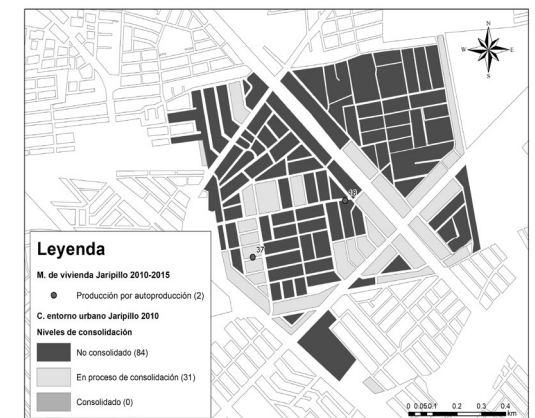 N
W E
S
18
37
Leyenda
M. de vivienda Jaripillo 2010-2015
Producción por autoproducción (2)
C. entorno urbano Jaripillo 2010
Niveles de consolidación
No consolidado (84)
En proceso de consolidación (31)
Consolidado (0)
0 0.050.1 0.2 0.3 0.4
km